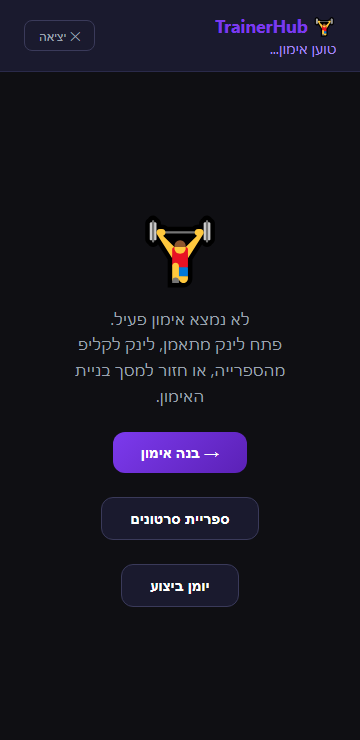 TrainerHub
טוען אימון...
✕ יציאה
לא נמצא אימון פעיל.
פתח לינק מתאמן, לינק לקליפ
מהספרייה, או חזור למסך בניית
האימון.
→ בנה אימון
ספריית סרטונים
יומן ביצוע